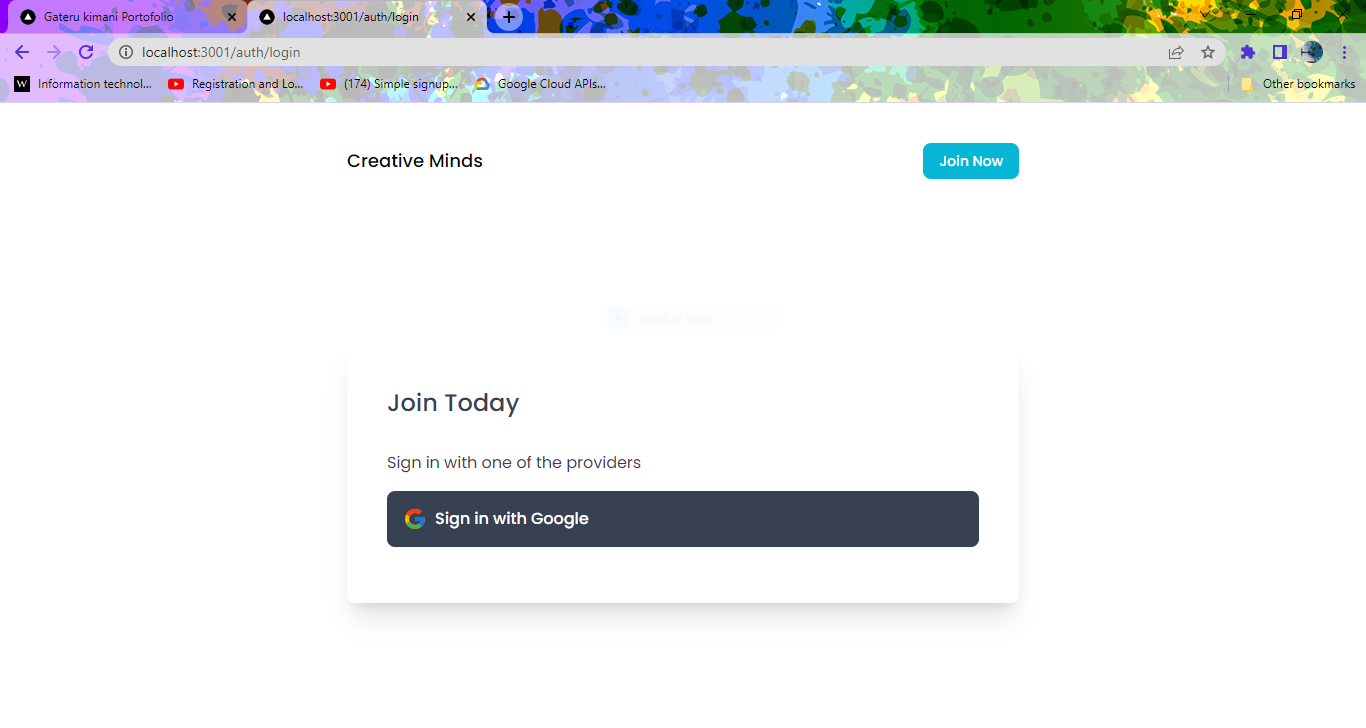 Gateru kimani Portofolio
localhost:3001/auth/login
localhost:3001/auth/login
Information technol...
Registration and Lo...
(174) Simple signup...
Google Cloud APIs...
Other bookmarks
Creative Minds
Join Now
Window Snip
Join Today
Sign in with one of the providers
Sign in with Google